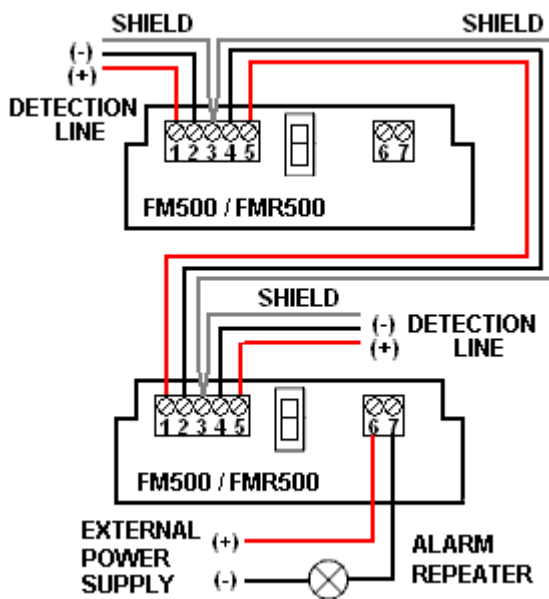 SHIELD SHIELD
(-)
(+)
DETECTION
LINE
1 2 3 4 5 6 7
FM500 / FMR500
SHIELD
(-) DETECTION
(+) LINE
1 2 3 4 5 6 7
FM500 / FMR500
EXTERNAL
POWER
SUPPLY
(+)
(-)
ALARM
REPEATER